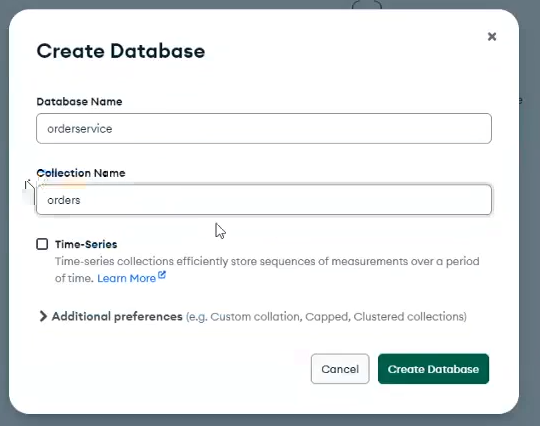 Create Database
Database Name
orderservice
Collection Name
orders
Time-Series
Time-series collections efficiently store sequences of measurements over a period
of time. Learn More
Additional preferences (e.g. Custom collation, Capped, Clustered collections)
Cancel
Create Database